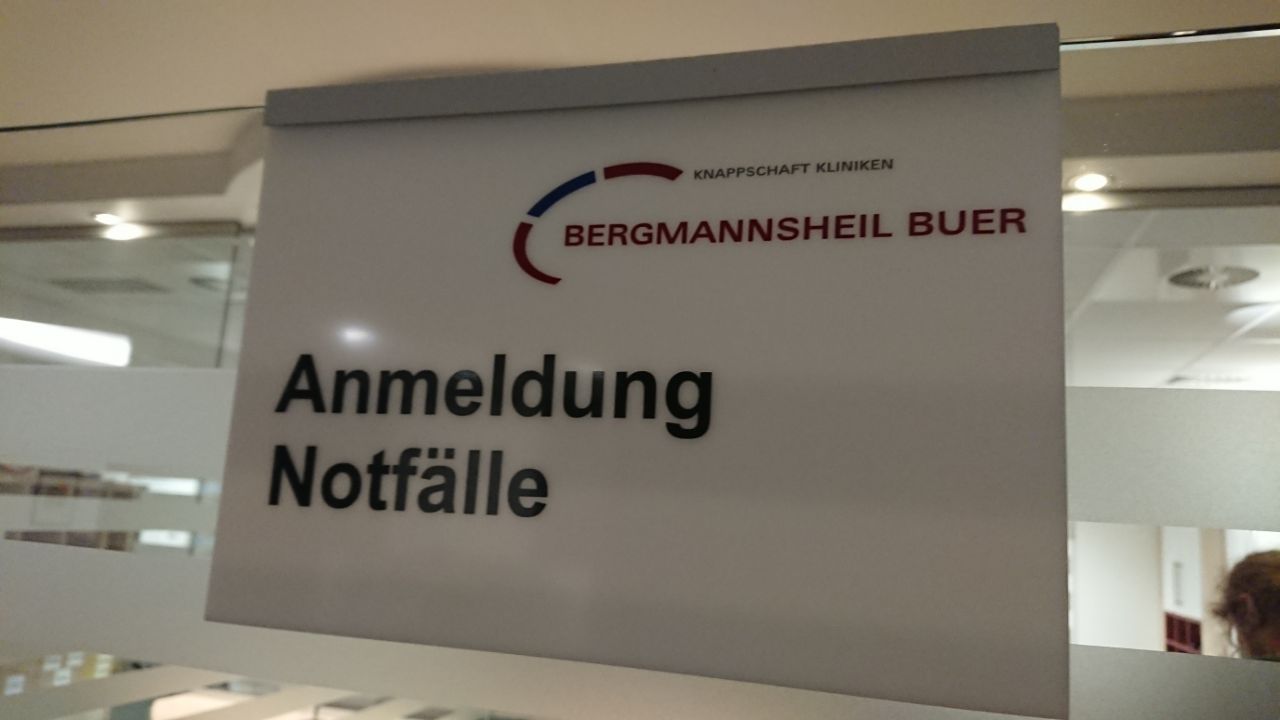 KNAPPSCHAFT KLINIKEN
BERGMANNSHEIL BUER
Anmeldung
Notfälle